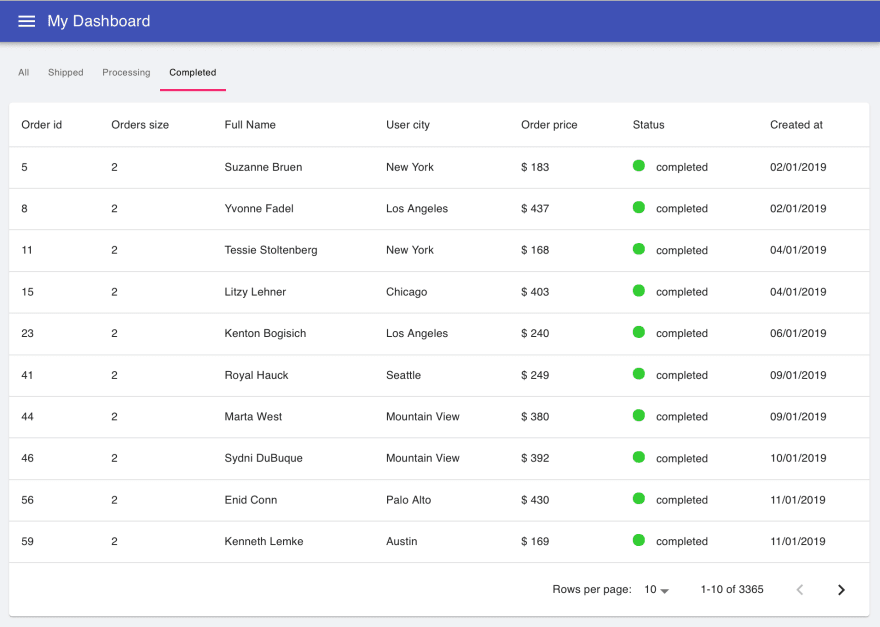 My Dashboard
All Shipped Processing Completed
Order id Orders size Full Name User city Order price Status Created at
5 2 Suzanne Bruen New York $ 183 completed 02/01/2019
8 2 Yvonne Fadel Los Angeles $ 437 completed 02/01/2019
11 2 Tessie Stoltenberg New York $ 168 completed 04/01/2019
15 2 Litzy Lehner Chicago $ 403 completed 04/01/2019
23 2 Kenton Bogisich Los Angeles $ 240 completed 06/01/2019
41 2 Royal Hauck Seattle $ 249 completed 09/01/2019
44 2 Marta West Mountain View $ 380 completed 09/01/2019
46 2 Sydni DuBuque Mountain View $ 392 completed 10/01/2019
56 2 Enid Conn Palo Alto $ 430 completed 11/01/2019
59 2 Kenneth Lemke Austin $ 169 completed 11/01/2019
Rows per page: 10 1-10 of 3365